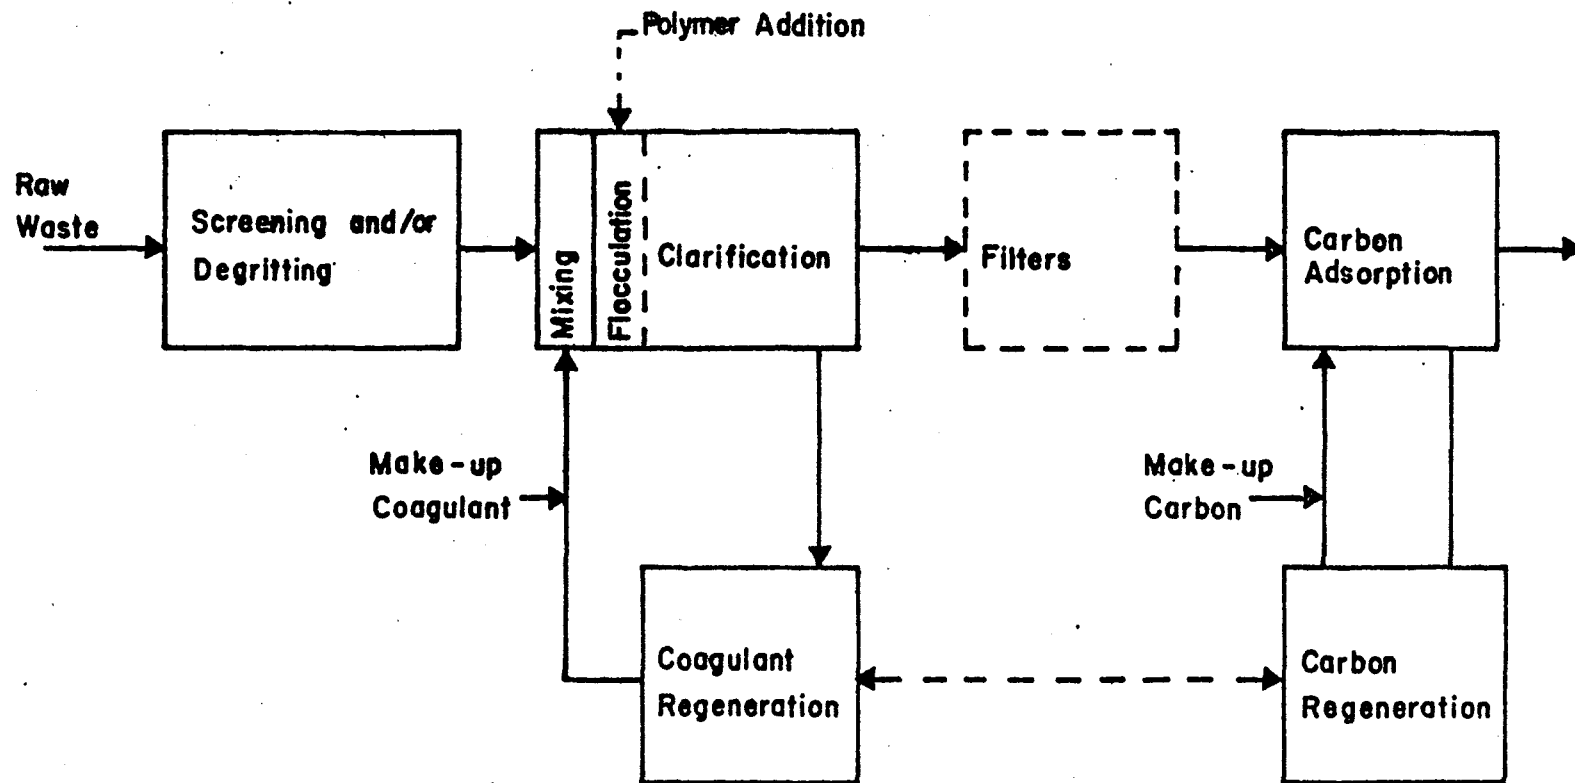 Polymer Addition
Raw
Waste
Screening and/or
Degritting
Mixing
Flocculation
Clarification
Filters
Carbon
Adsorption
Make-up
Coagulant
Make-up
Carbon
Coagulant
Regeneration
Carbon
Regeneration